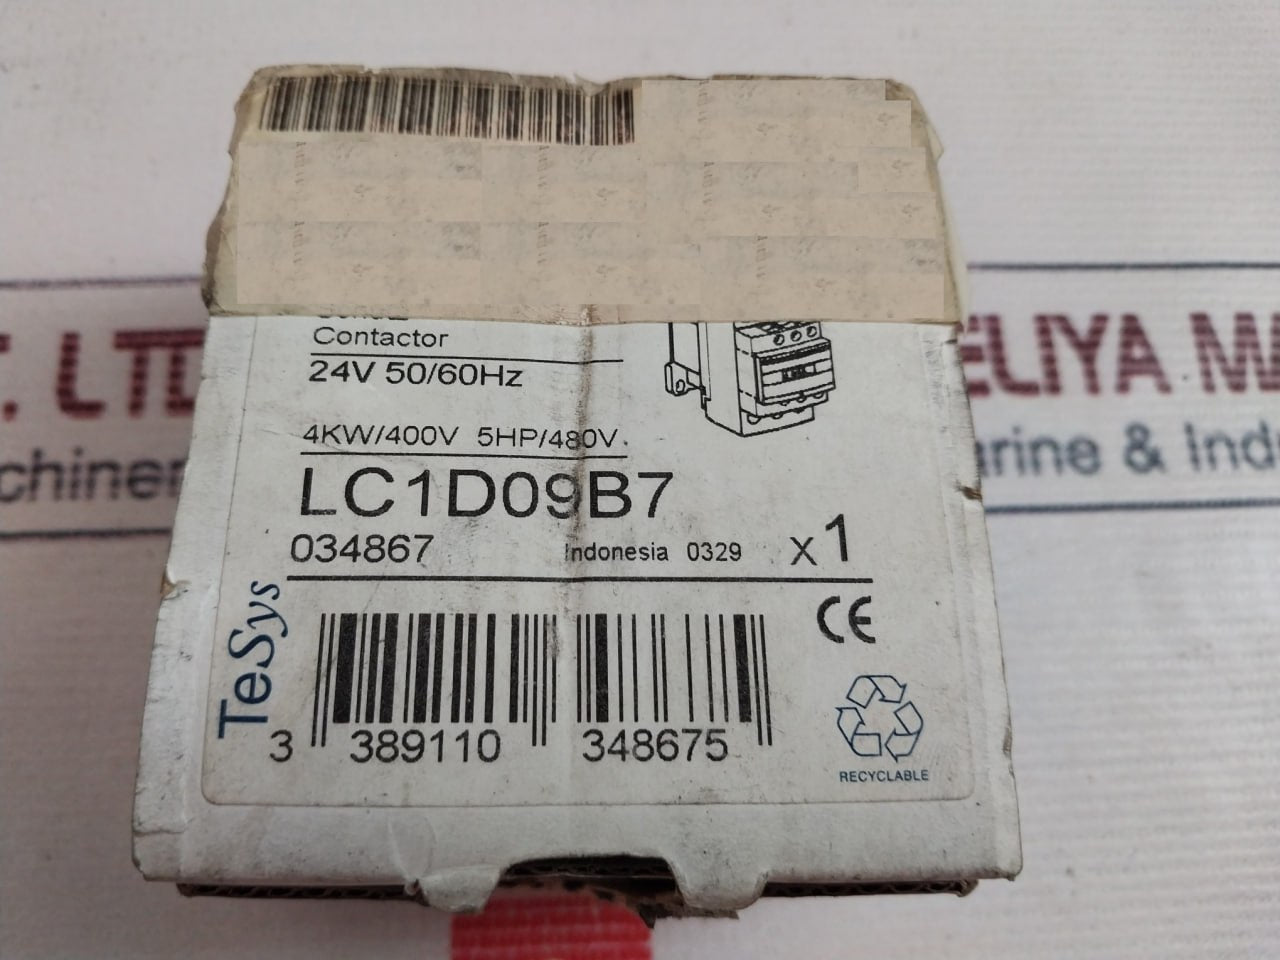 Contactor
24V 50/60Hz
4KW/400V 5HP/480V.
LC1D09B7
034867 Indonesia 0329 x1
TeSys
CE
3 389110 348675
RECYCLABLE
T. LTD
ELIYA MA
chiner
arine & Ind